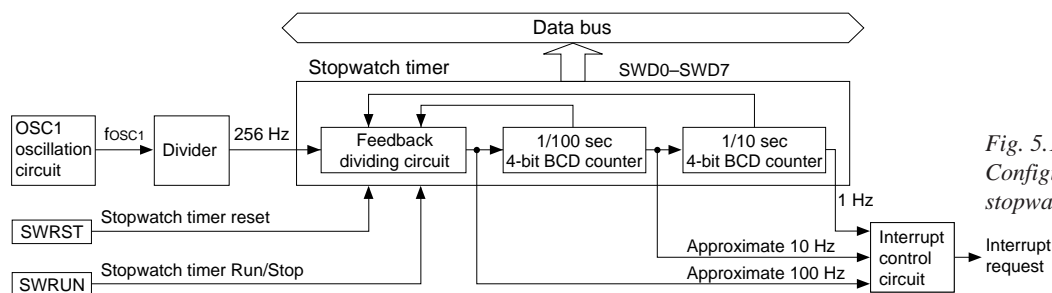 Data bus
Stopwatch timer
SWD0–SWD7
OSC1
oscillation
circuit
fOSC1
Divider
256 Hz
Feedback
dividing circuit
1/100 sec
4-bit BCD counter
1/10 sec
4-bit BCD counter
Fig. 5.1
Configu
stopwa
1 Hz
SWRST
Stopwatch timer reset
SWRUN
Stopwatch timer Run/Stop
Approximate 10 Hz
Approximate 100 Hz
Interrupt
control
circuit
Interrupt
request